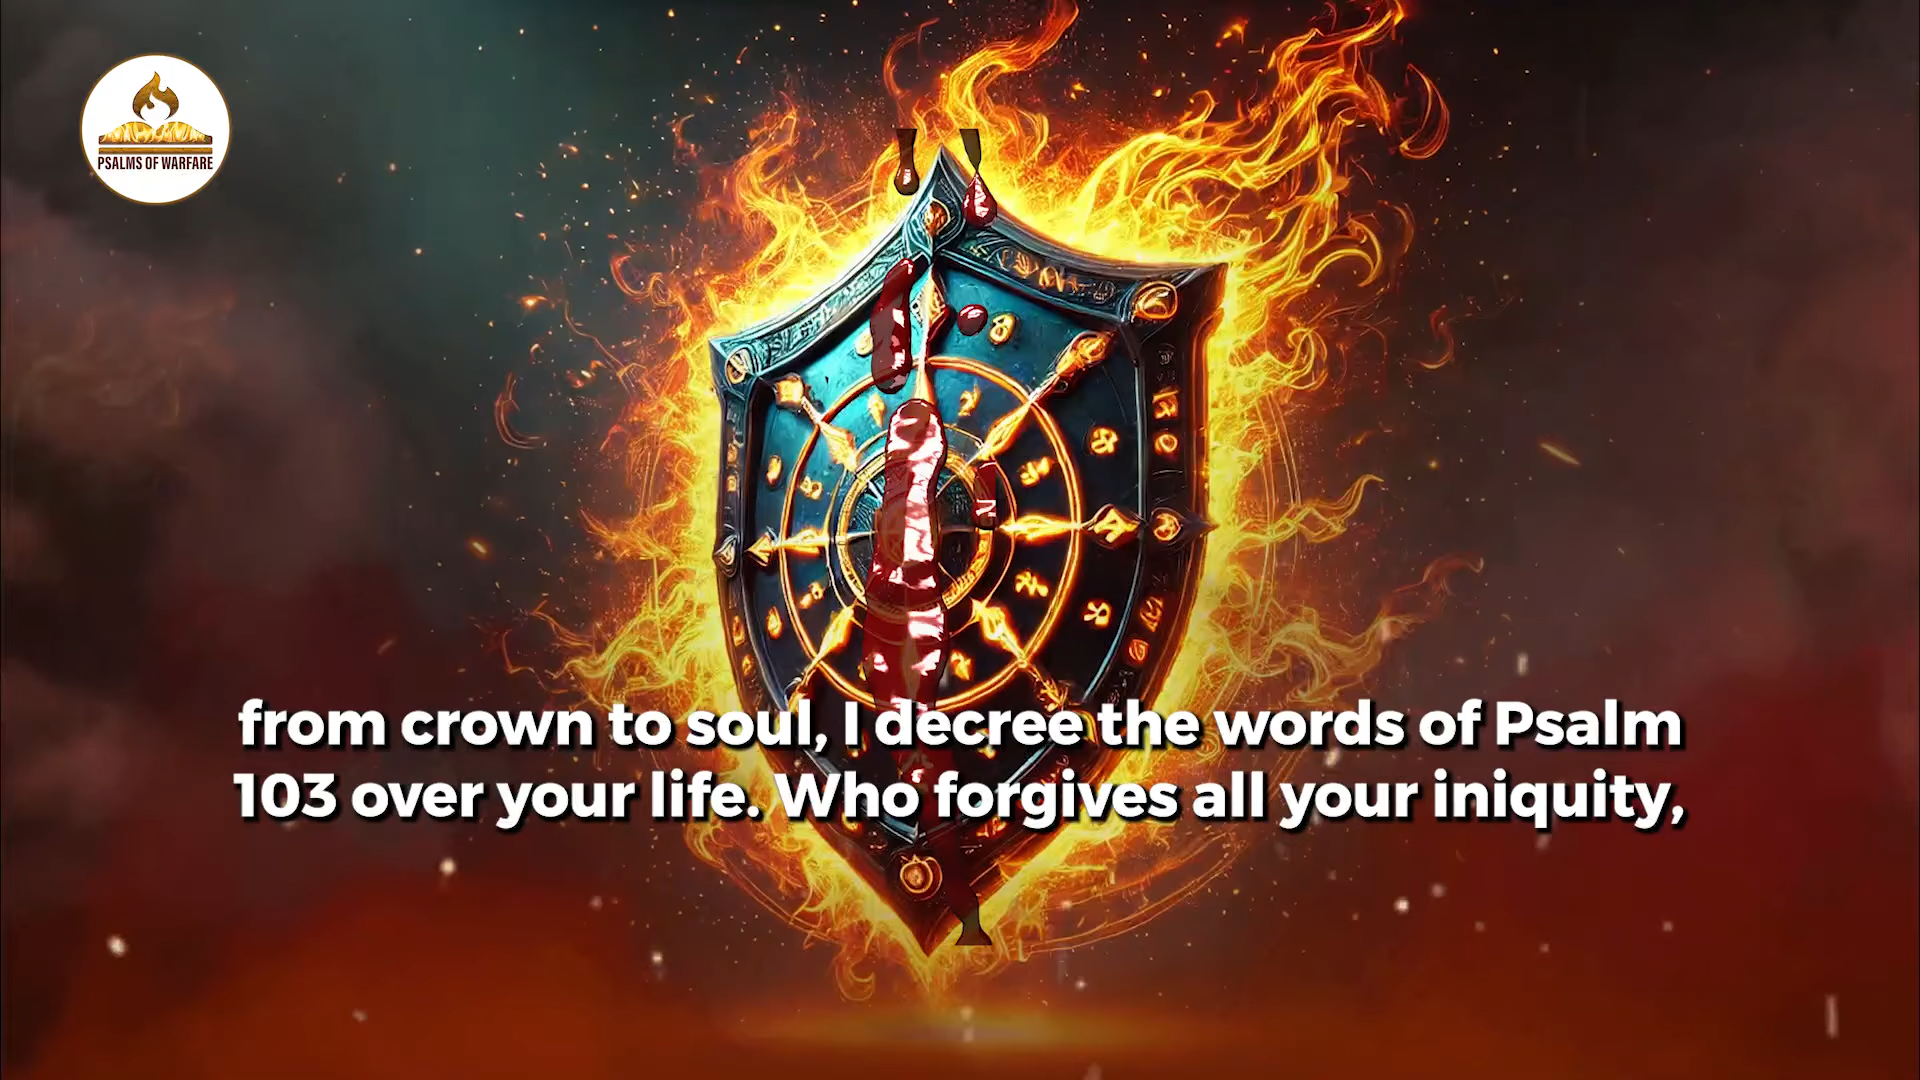 PSALMS OF WARFARE
from crown to soul, I decree the words of Psalm
103 over your life. Who forgives all your iniquity,